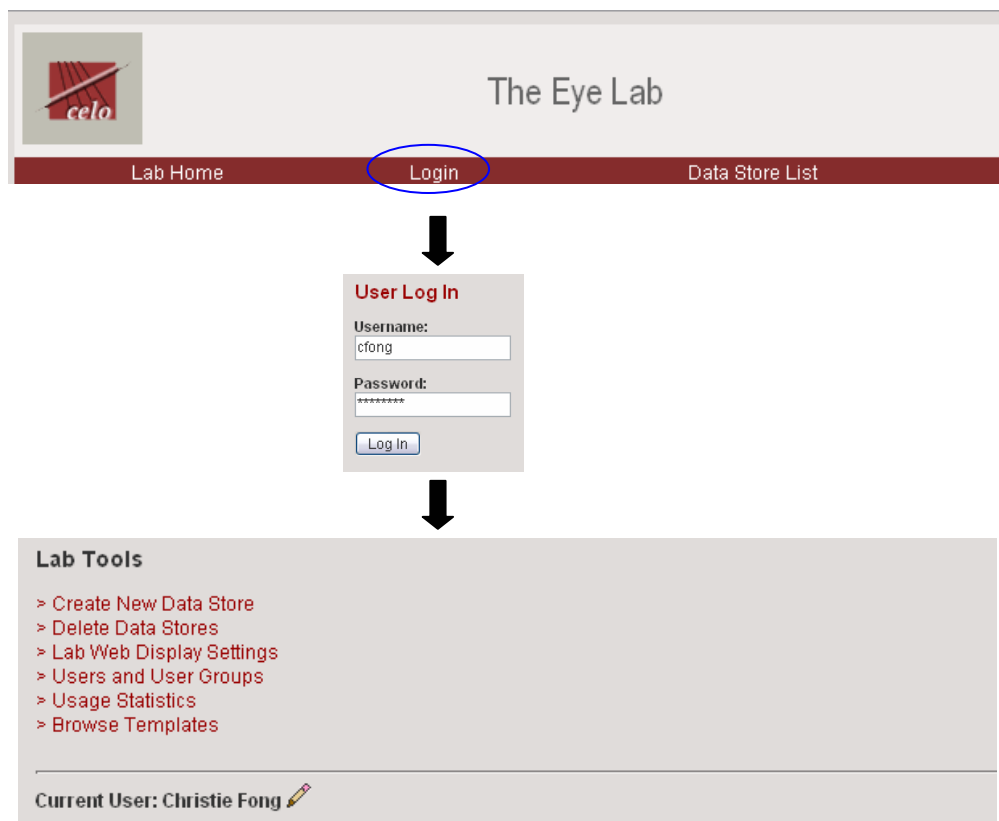 celo
The Eye Lab
Lab Home Login Data Store List
User Log In
Username:
cfong
Password:
********
Log In
Lab Tools
> Create New Data Store
> Delete Data Stores
> Lab Web Display Settings
> Users and User Groups
> Usage Statistics
> Browse Templates
Current User: Christie Fong